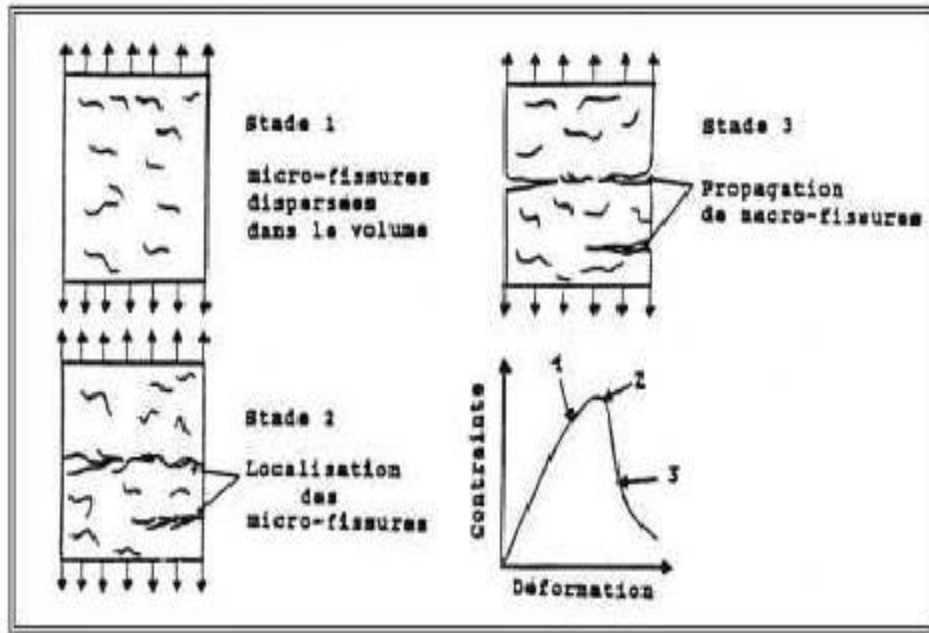 Stade 1
micro-fissures
dispersées
dans le volume
Stade 2
Localisation
des
micro-fissures
Stade 3
Propagation
de macro-fissures
Contrainte
1
2
3
Déformation